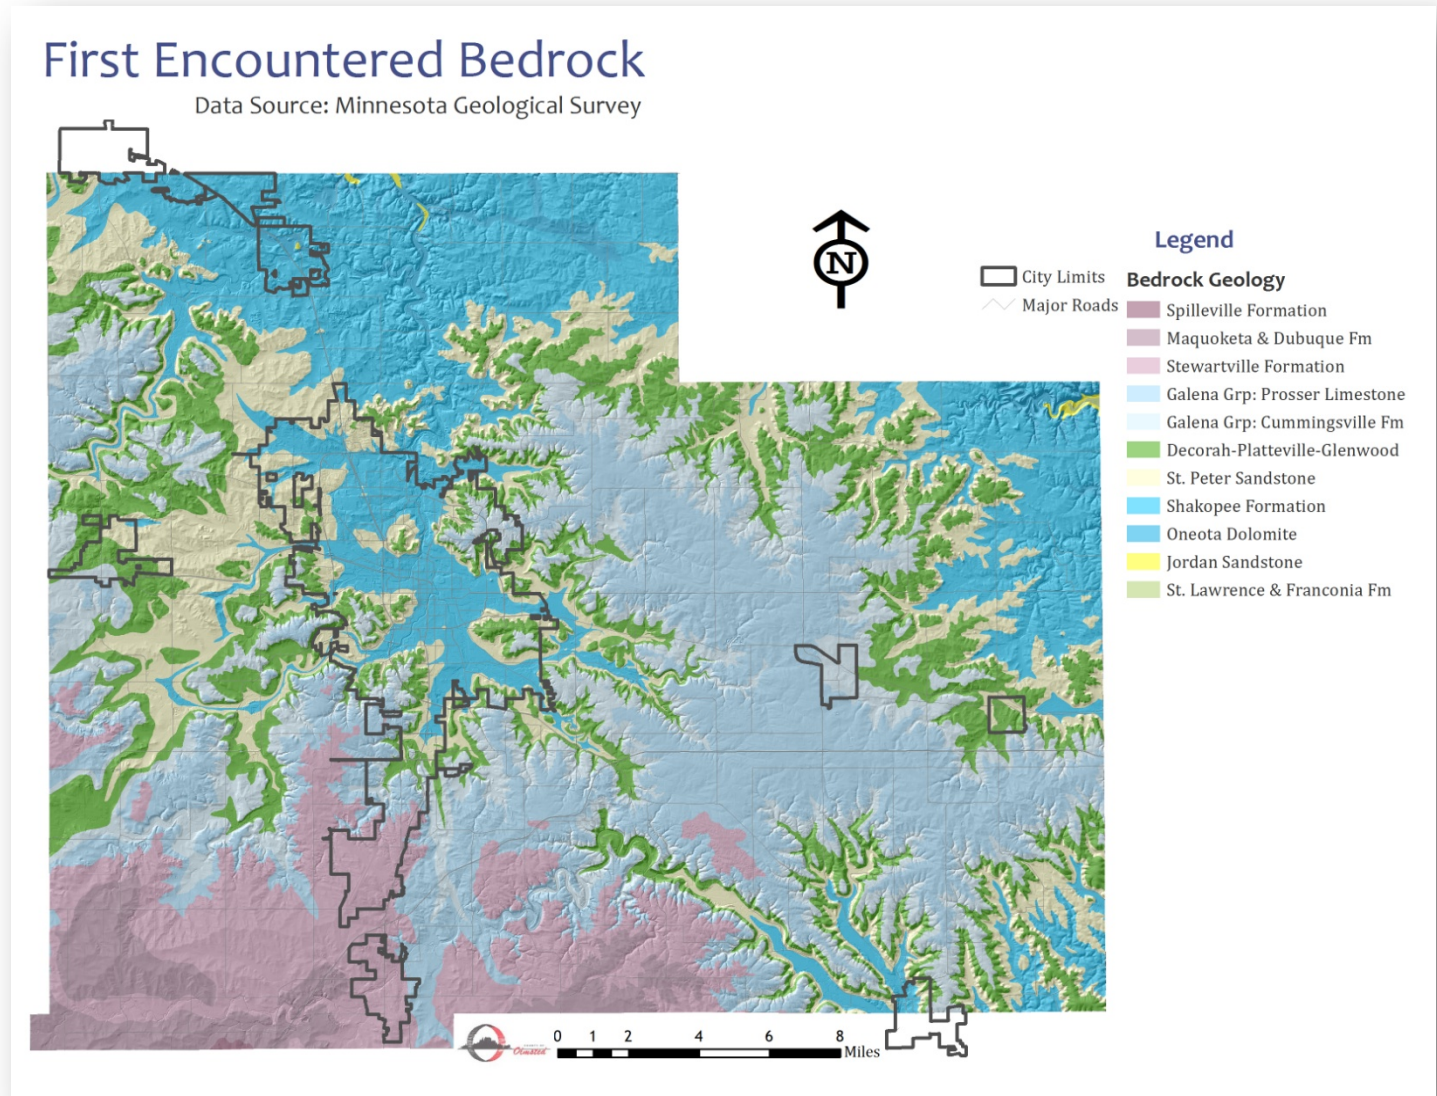 First Encountered Bedrock
Data Source: Minnesota Geological Survey
N
Legend
City Limits
Major Roads
Bedrock Geology
Spilleville Formation
Maquoketa & Dubuque Fm
Stewartville Formation
Galena Grp: Prosser Limestone
Galena Grp: Cummingsville Fm
Decorah-Platteville-Glenwood
St. Peter Sandstone
Shakopee Formation
Oneota Dolomite
Jordan Sandstone
St. Lawrence & Franconia Fm
Olmsted
0 1 2 4 6 8
Miles